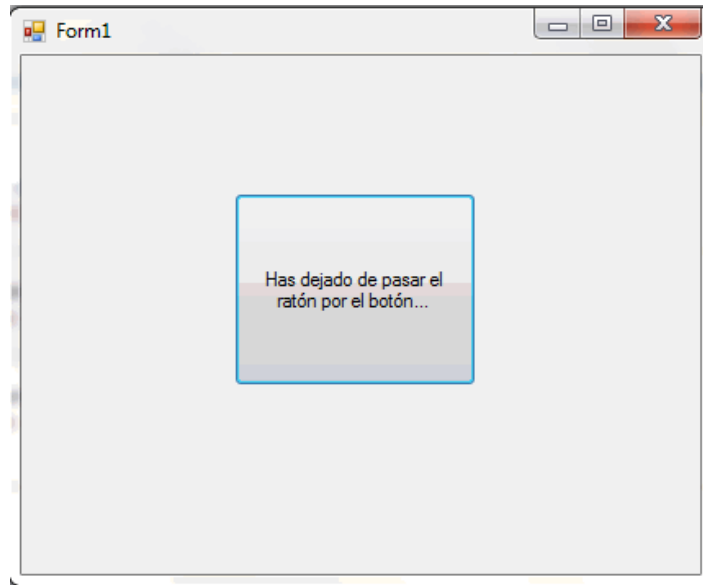 Form1
Has dejado de pasar el
ratón por el botón...